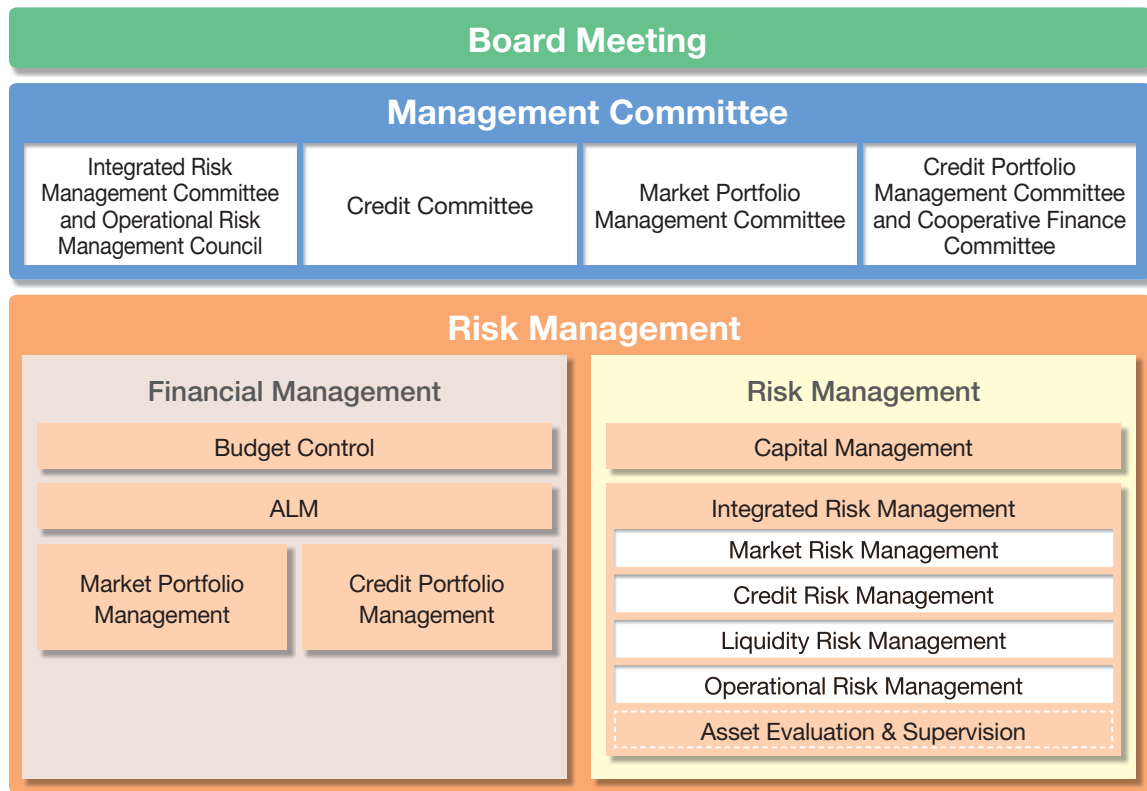 Board Meeting
Management Committee
Integrated Risk
Management Committee
and Operational Risk
Management Council
Credit Committee
Market Portfolio
Management Committee
Credit Portfolio
Management Committee
and Cooperative Finance
Committee
Risk Management
Financial Management
Budget Control
ALM
Market Portfolio
Management
Credit Portfolio
Management
Risk Management
Capital Management
Integrated Risk Management
Market Risk Management
Credit Risk Management
Liquidity Risk Management
Operational Risk Management
Asset Evaluation & Supervision